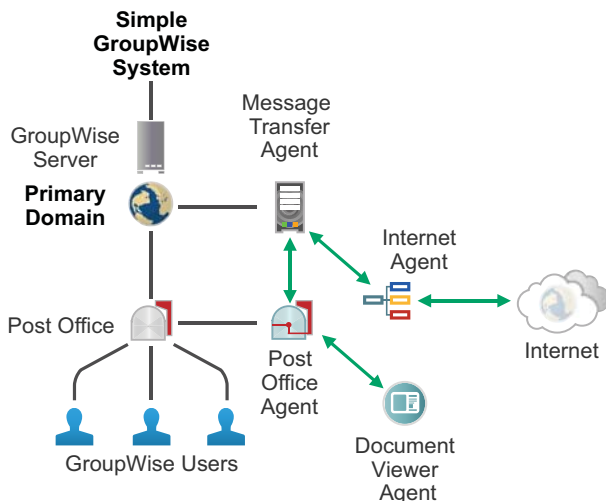 Simple
GroupWise
System
Message
Transfer
Agent
GroupWise
Server
Primary
Domain
Internet
Agent
Post Office
Internet
Post
Office
Agent
GroupWise Users
Document
Viewer
Agent